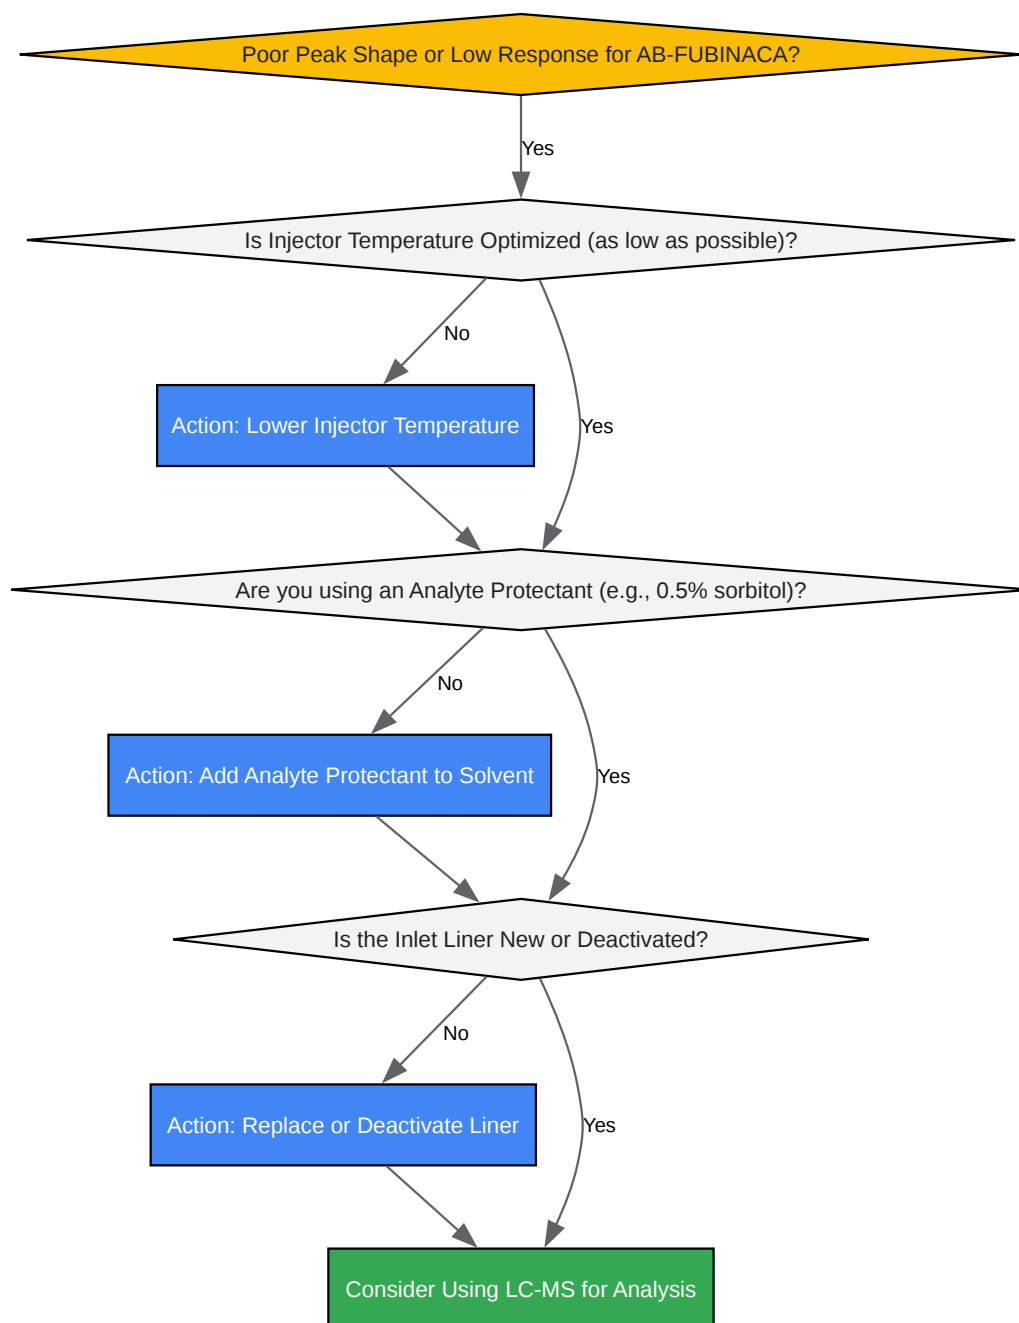 Poor Peak Shape or Low Response for AB-FUBINACA?
Yes
Is Injector Temperature Optimized (as low as possible)?
No
Action: Lower Injector Temperature
Yes
Are you using an Analyte Protectant (e.g., 0.5% sorbitol)?
No
Action: Add Analyte Protectant to Solvent
Yes
Is the Inlet Liner New or Deactivated?
No
Action: Replace or Deactivate Liner
Yes
Consider Using LC-MS for Analysis